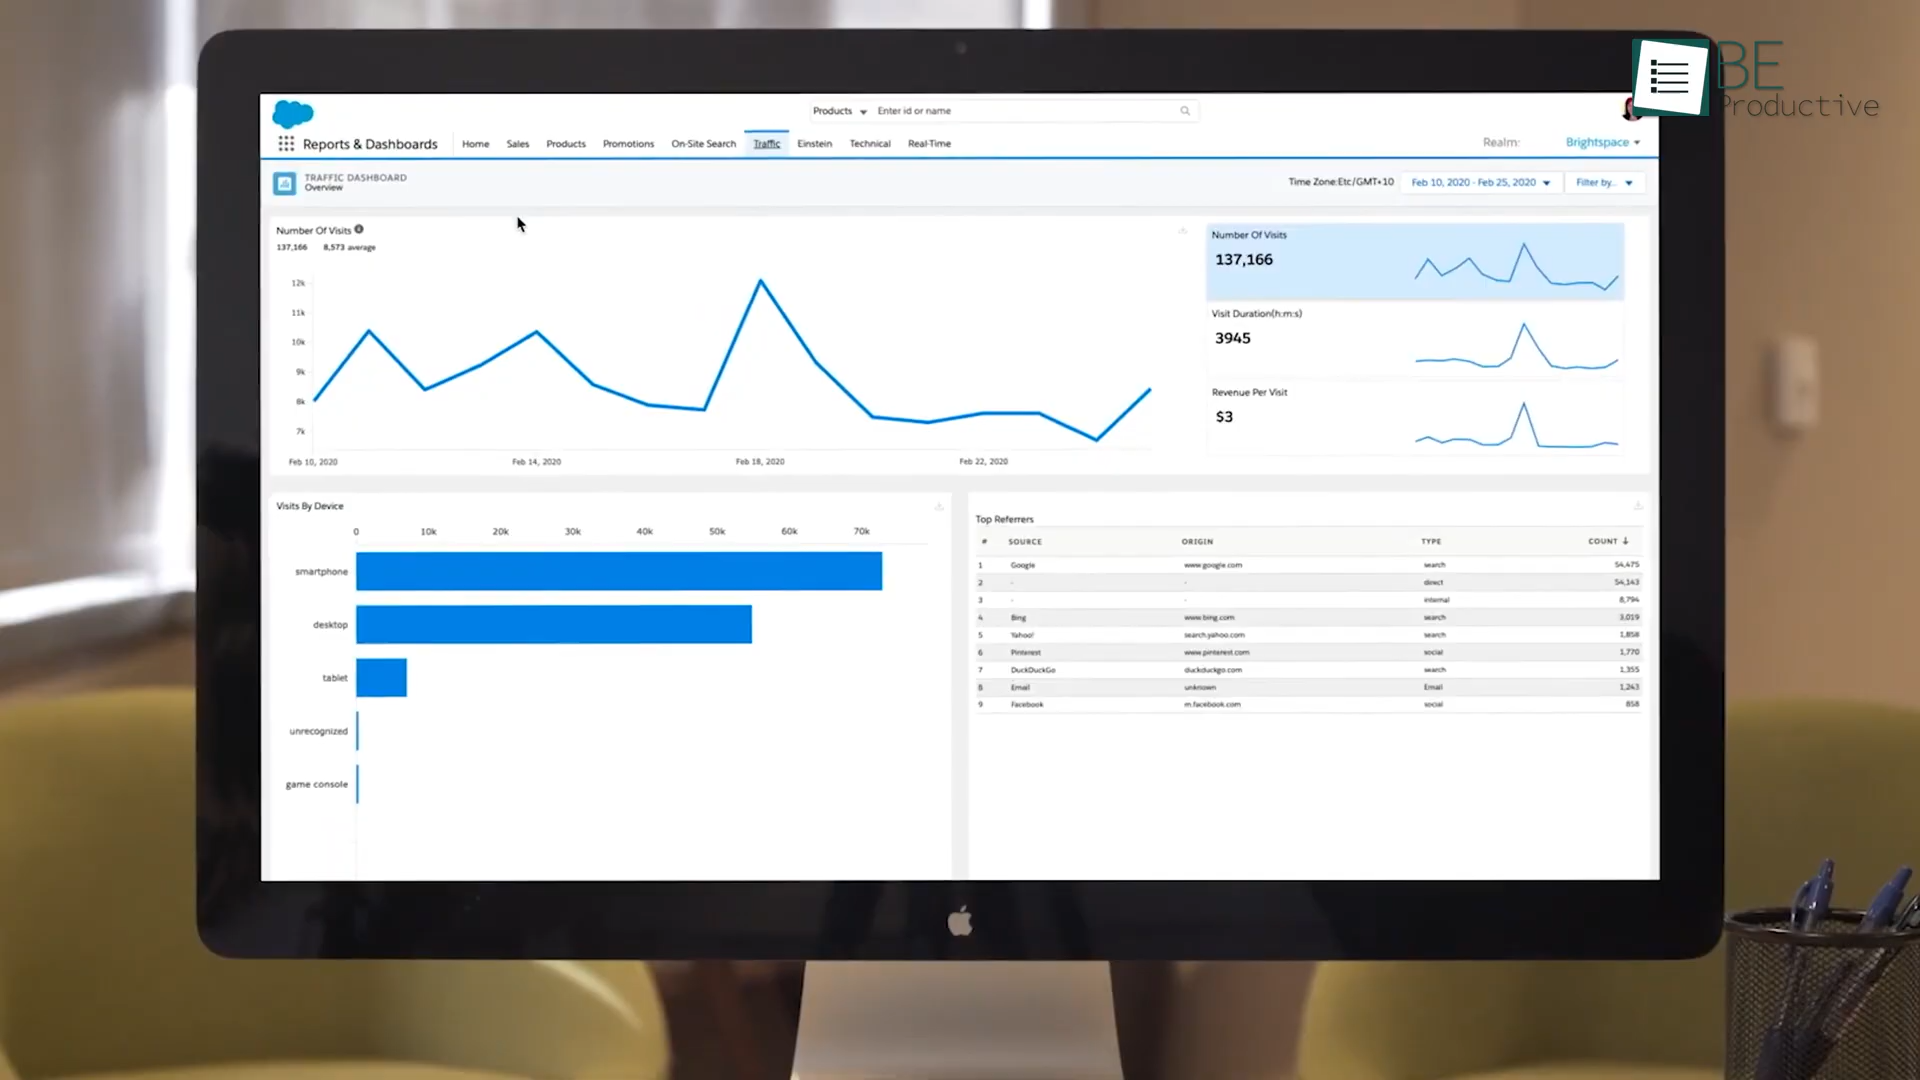 BE
Productive
Products Enter id or name
Reports & Dashboards Home Sales Products Promotions On-Site Search Traffic Einstein Technical Real-Time Realm: Brightspace
TRAFFIC DASHBOARD
Overview
Time Zone:Etc/GMT+10 Feb 10, 2020 - Feb 25, 2020 Filter by..
Number Of Visits
137,166 8,573 average
12k
11k
10k
9k
8k
7k
Feb 10, 2020 Feb 14, 2020 Feb 18, 2020 Feb 22, 2020
Number Of Visits
137,166
Visit Duration(h:m:s)
3945
Revenue Per Visit
$3
Visits By Device
0 10k 20k 30k 40k 50k 60k 70k
smartphone
desktop
tablet
unrecognized
game console
Top Referrers
# SOURCE ORIGIN TYPE COUNT
1 Google www.google.com search 54,475
2 - - direct 54,143
3 - - internal 8,794
4 Bing www.bing.com search 3,019
5 Yahoo! search.yahoo.com search 1,858
6 Pinterest www.pinterest.com social 1,770
7 DuckDuckGo duckduckgo.com search 1,355
8 Email unknown Email 1,243
9 Facebook m.facebook.com social 858